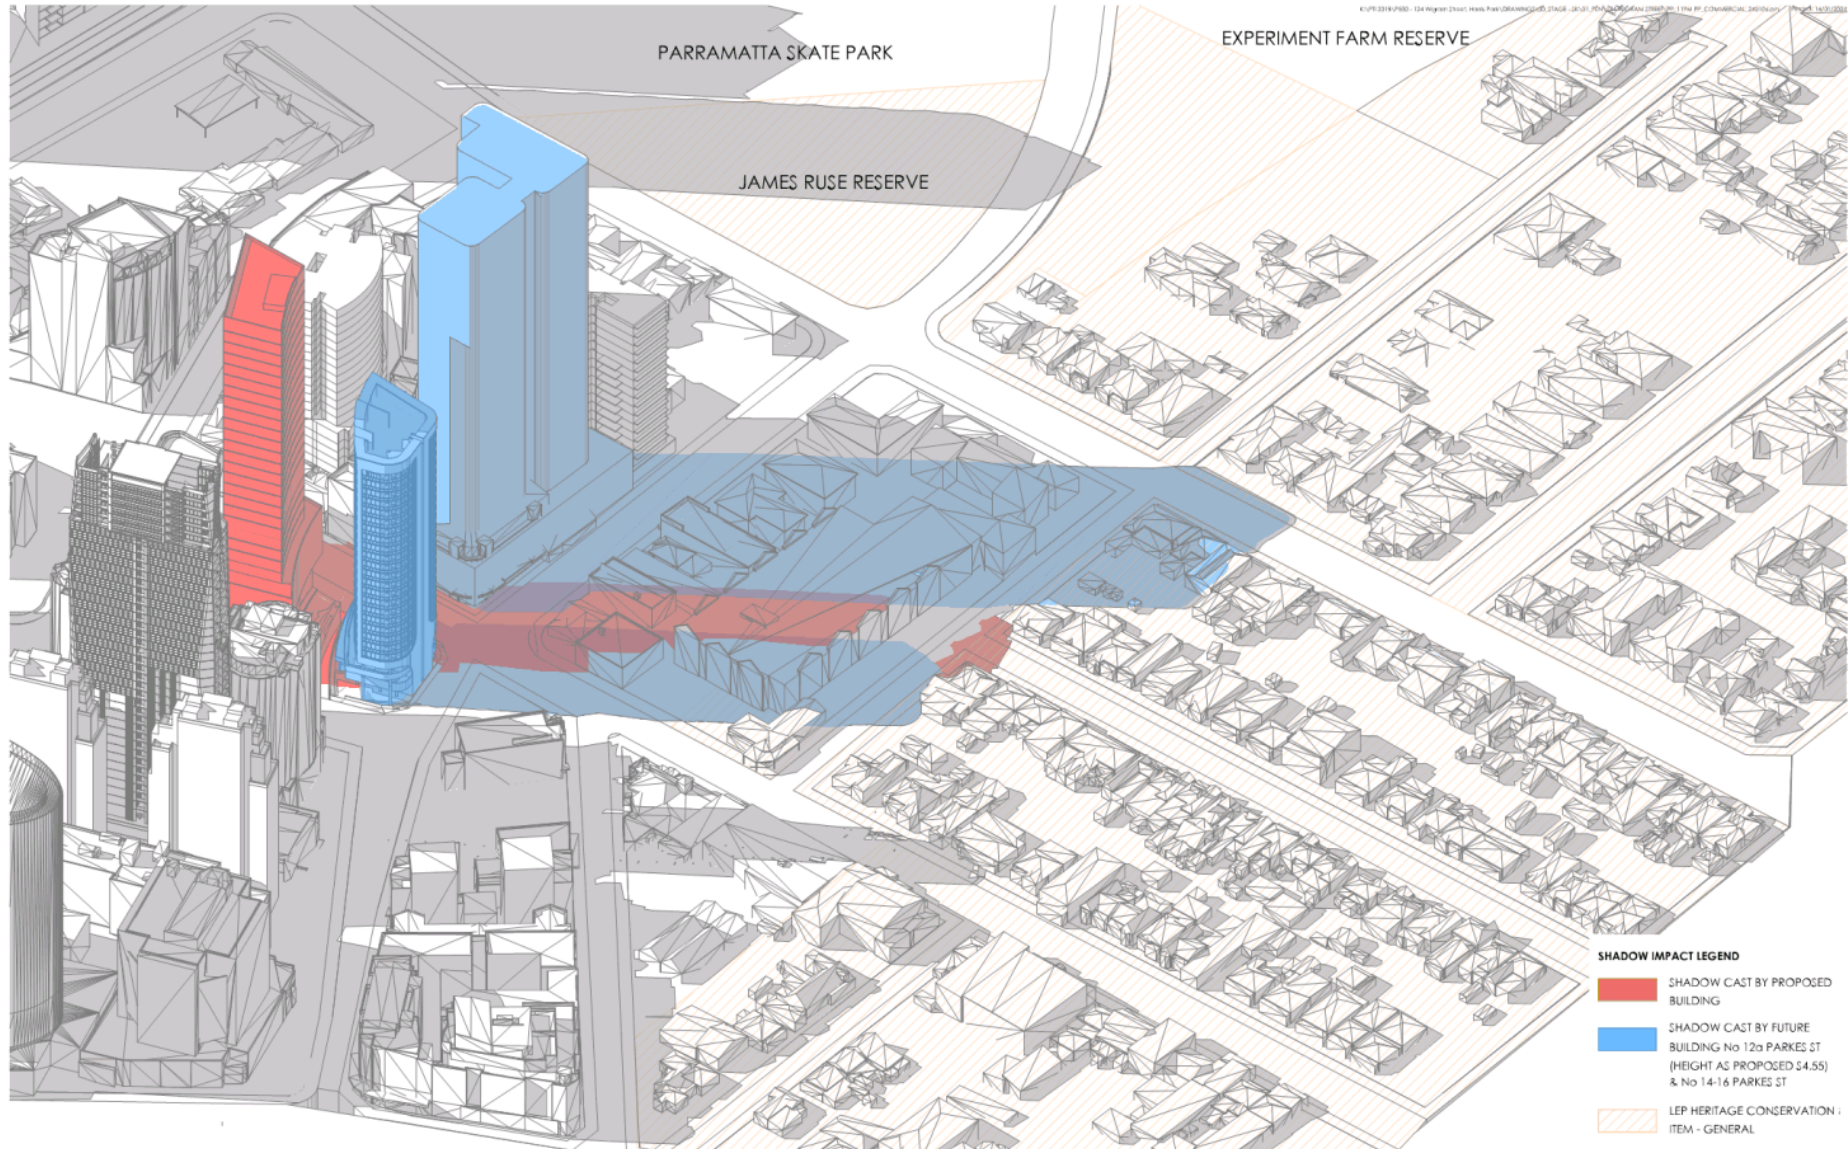 PARRAMATTA SKATE PARK
EXPERIMENT FARM RESERVE
JAMES RUSE RESERVE
SHADOW IMPACT LEGEND
SHADOW CAST BY PROPOSED
BUILDING
SHADOW CAST BY FUTURE
BUILDING No 12a PARKES ST
(HEIGHT AS PROPOSED S4.55)
& No 14-16 PARKES ST
LEP HERITAGE CONSERVATION
ITEM - GENERAL